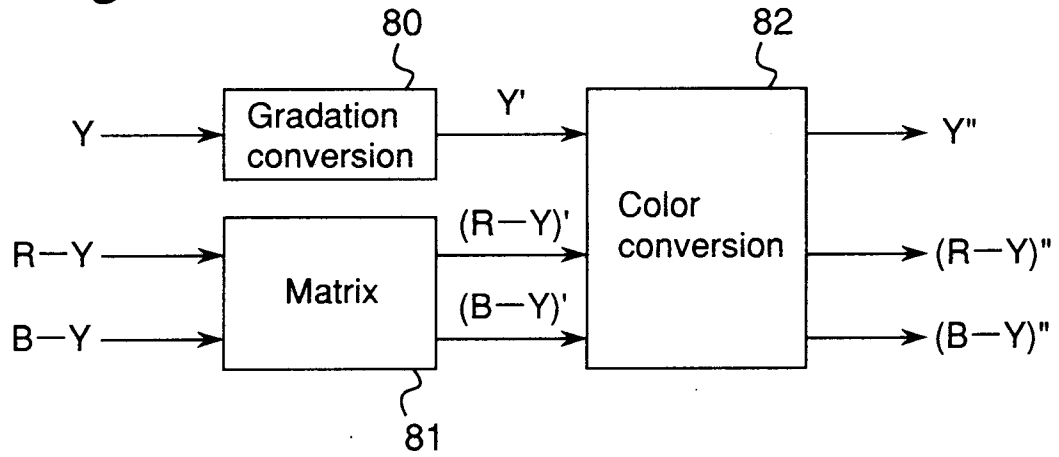 80
82
Y
Gradation
conversion
Y'
Y"
R—Y
(R—Y)'
Color
conversion
(R—Y)"
Matrix
B—Y
(B—Y)'
(B—Y)"
81